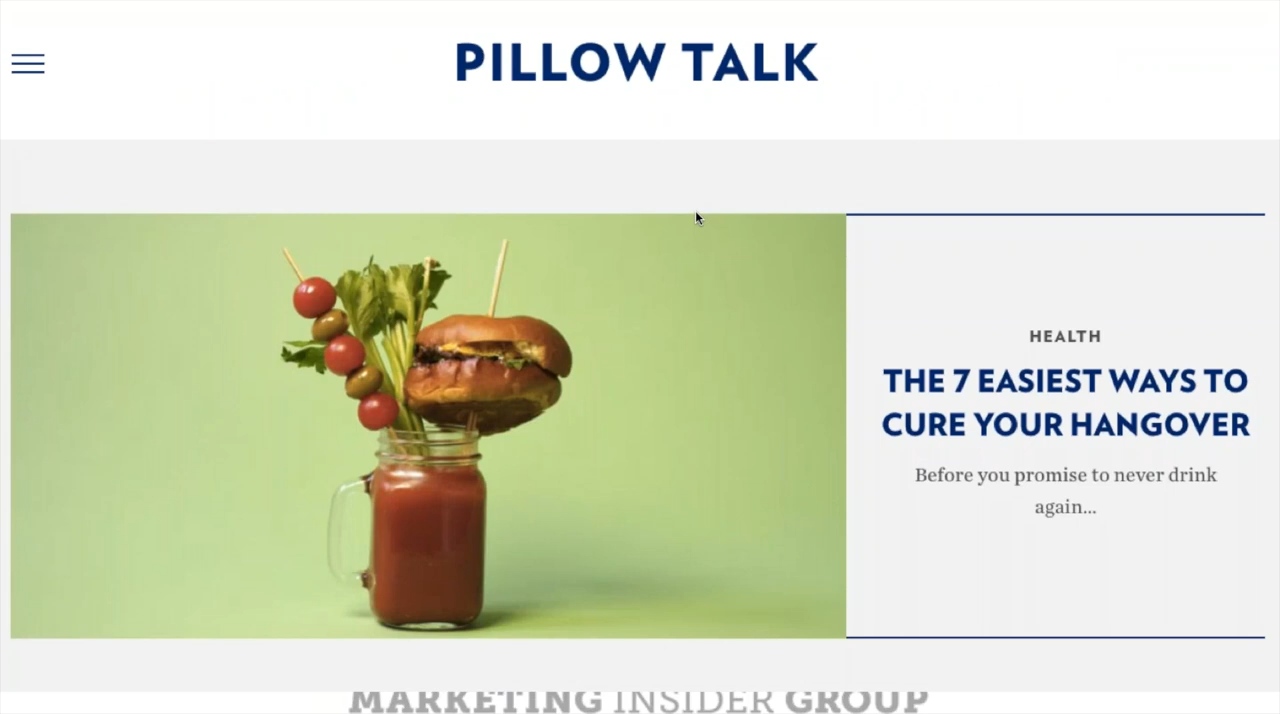 PILLOW TALK
HEALTH
THE 7 EASIEST WAYS TO
CURE YOUR HANGOVER
Before you promise to never drink
again...
MARKETING INSIDER GROUP